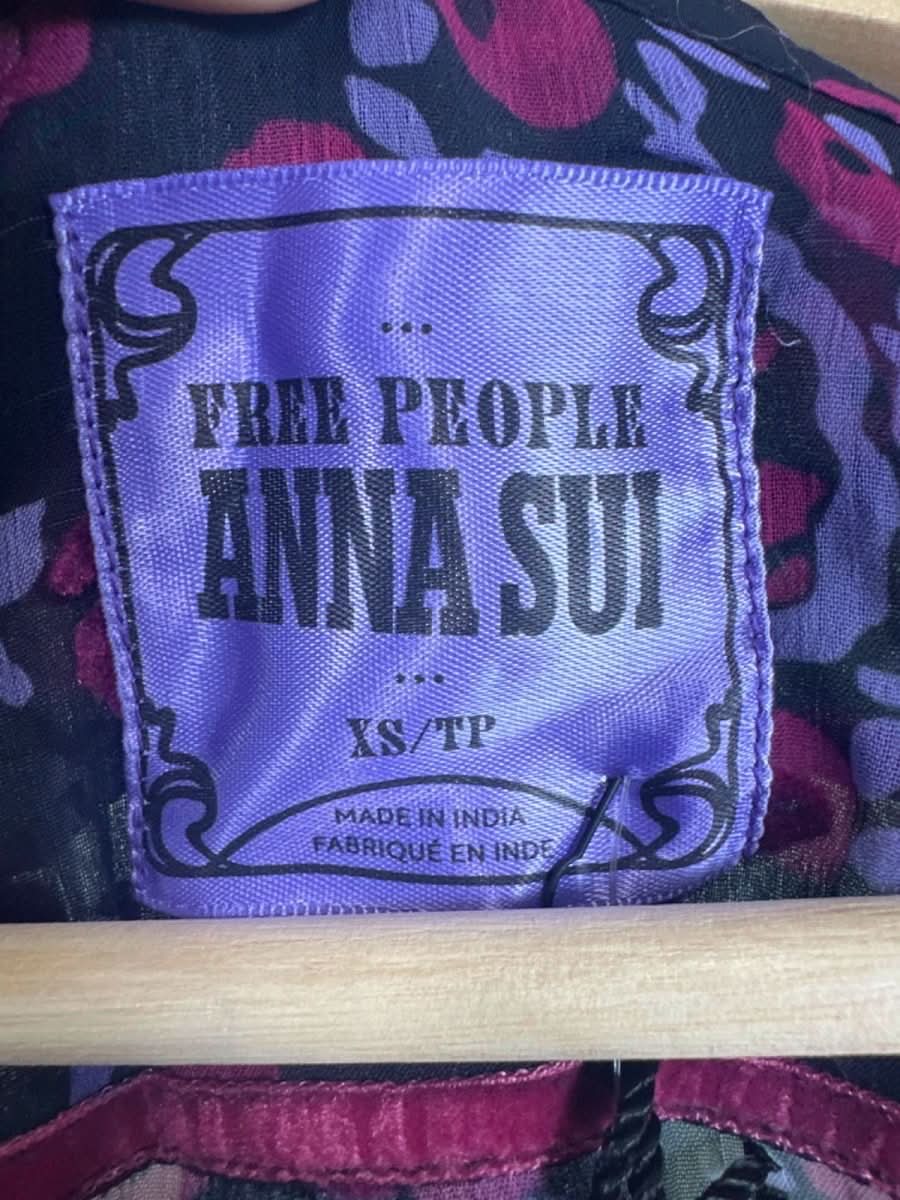 FREE PEOPLE
ANNA SUI
XS/TP
MADE IN INDIA
FABRIQUÉ EN INDE